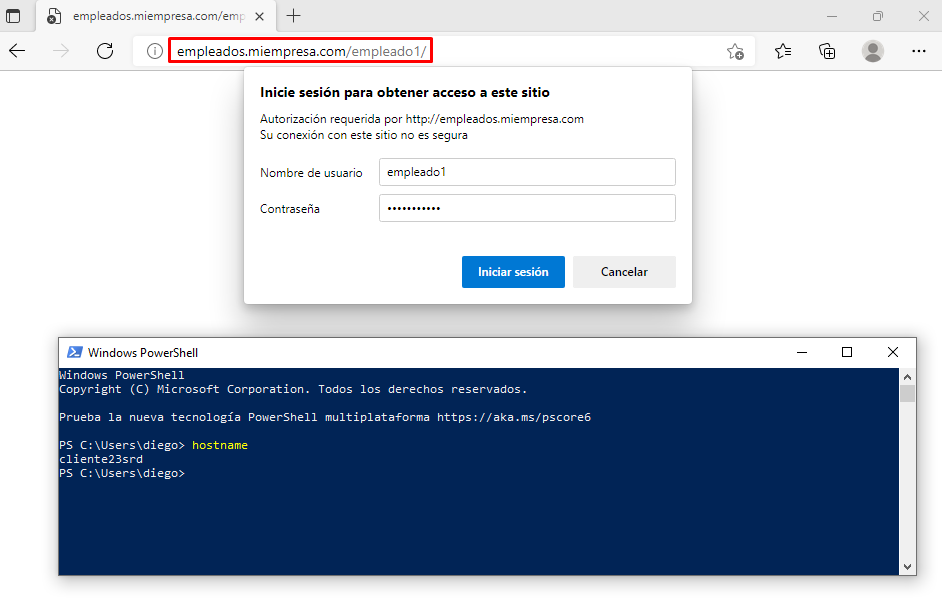 empleados.miempresa.com/emp
empleados.miempresa.com/empleado1/
Inicie sesión para obtener acceso a este sitio
Autorización requerida por http://empleados.miempresa.com
Su conexión con este sitio no es segura
Nombre de usuario empleado1
Contraseña •••••••••••
Iniciar sesión Cancelar
Windows PowerShell
Windows PowerShell
Copyright (C) Microsoft Corporation. Todos los derechos reservados.
Prueba la nueva tecnología PowerShell multiplataforma https://aka.ms/pscore6
PS C:\Users\diego> hostname
cliente23srd
PS C:\Users\diego>